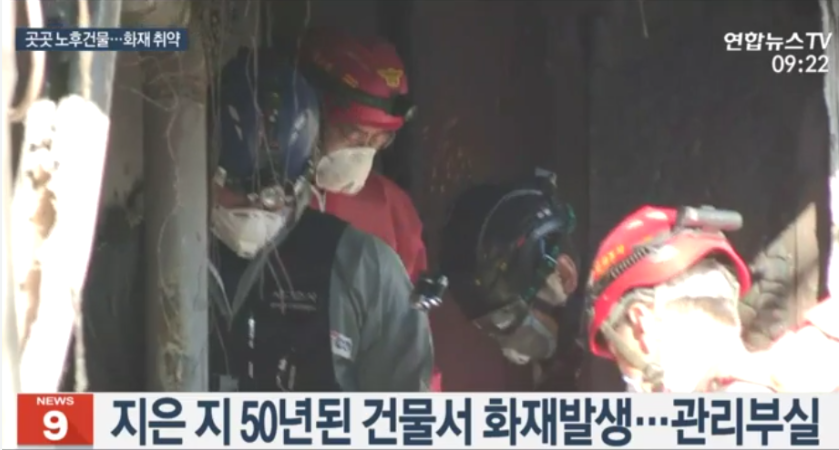 곳곳 노후건물…화재 취약
연합뉴스TV
09:22
NEWS
9
지은 지 50년된 건물서 화재발생…관리부실